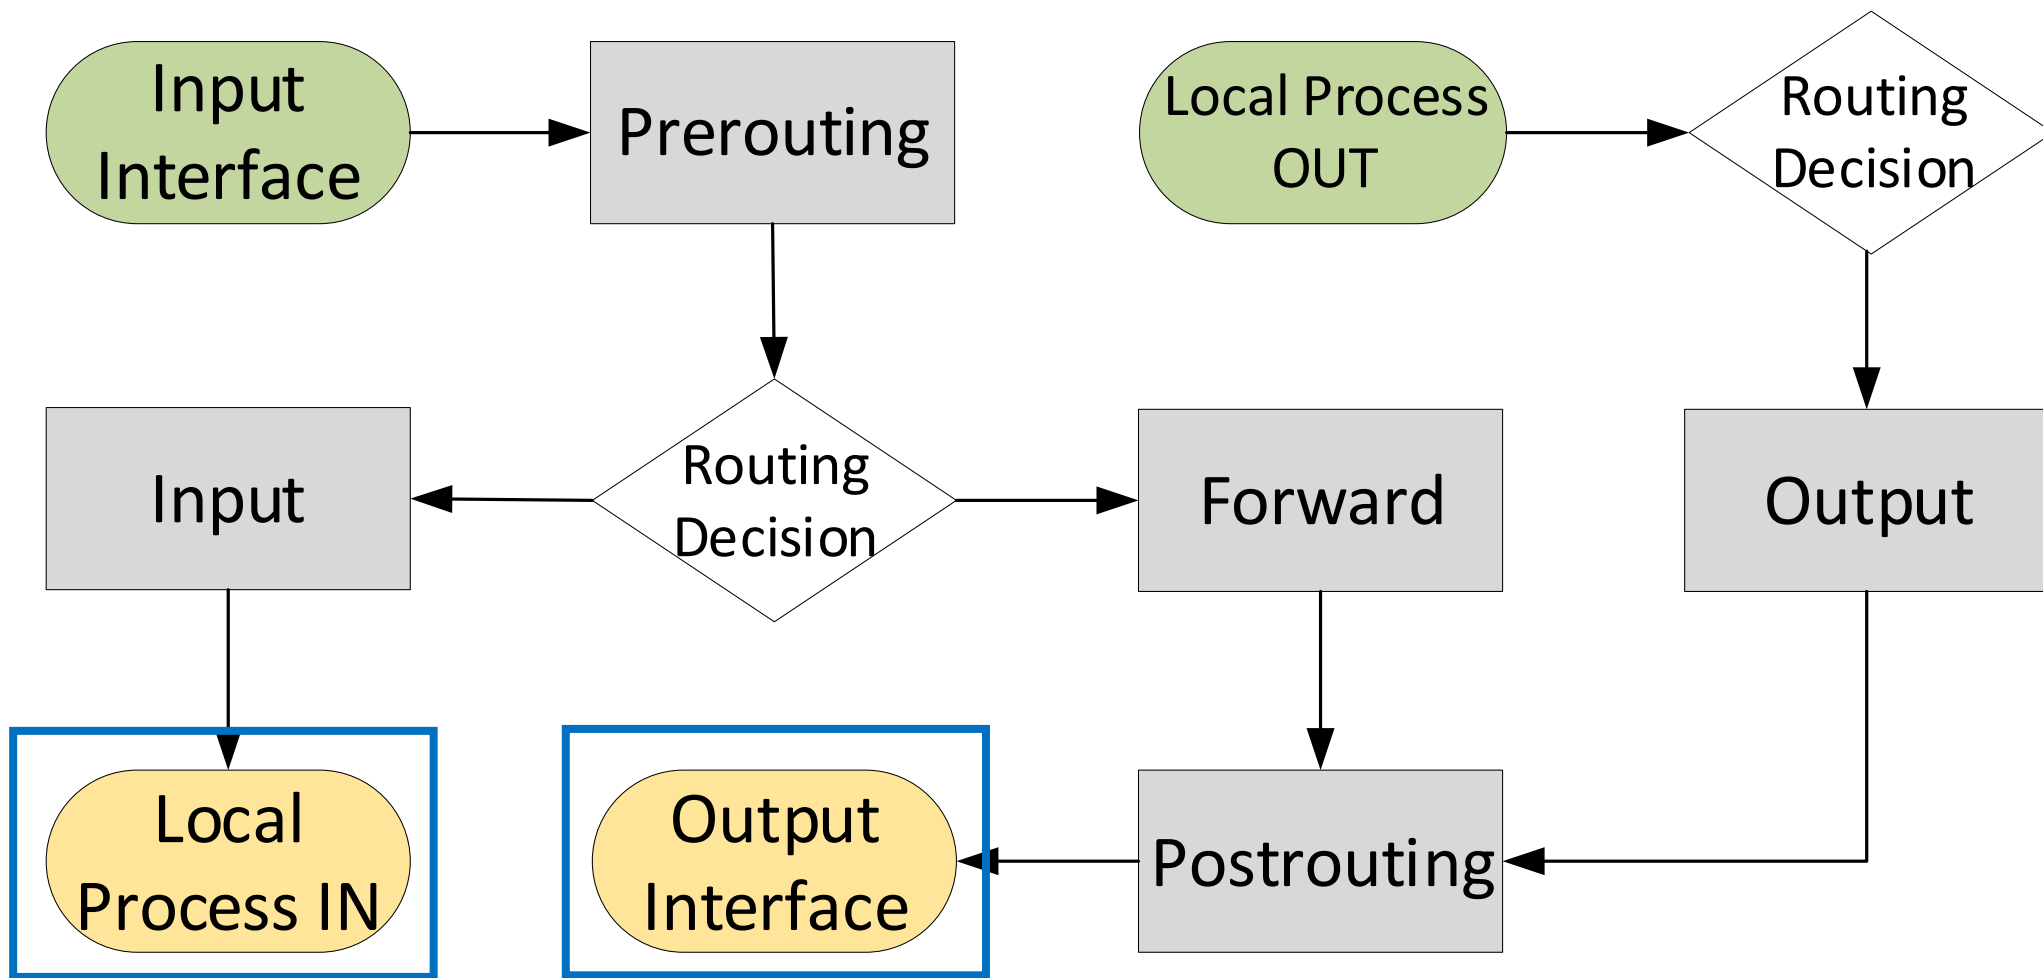 Input
Interface
Prerouting
Local Process
OUT
Routing
Decision
Input
Routing
Decision
Forward
Output
Local
Process IN
Output
Interface
Postrouting